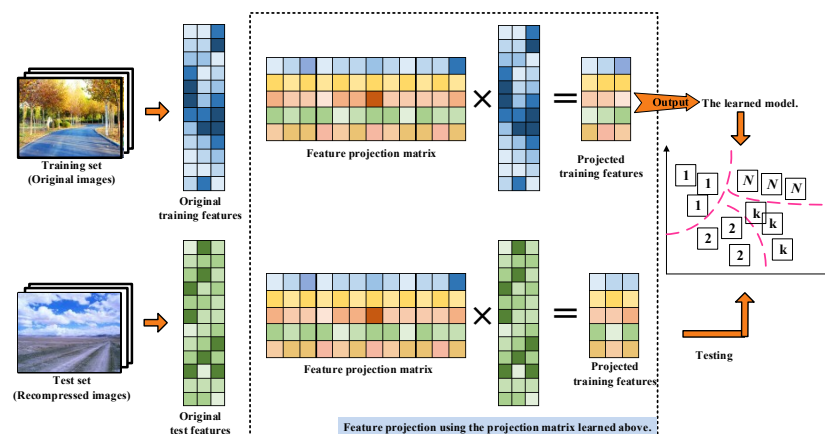 Training set
(Original images)
Original
training features
Feature projection matrix
×
=
Projected
training features
Output
The learned model.
1
1
1
N
N
N
2
2
2
k
k
k
Test set
(Recompressed images)
Original
test features
Feature projection matrix
×
=
Projected
training features
Testing
Feature projection using the projection matrix learned above.